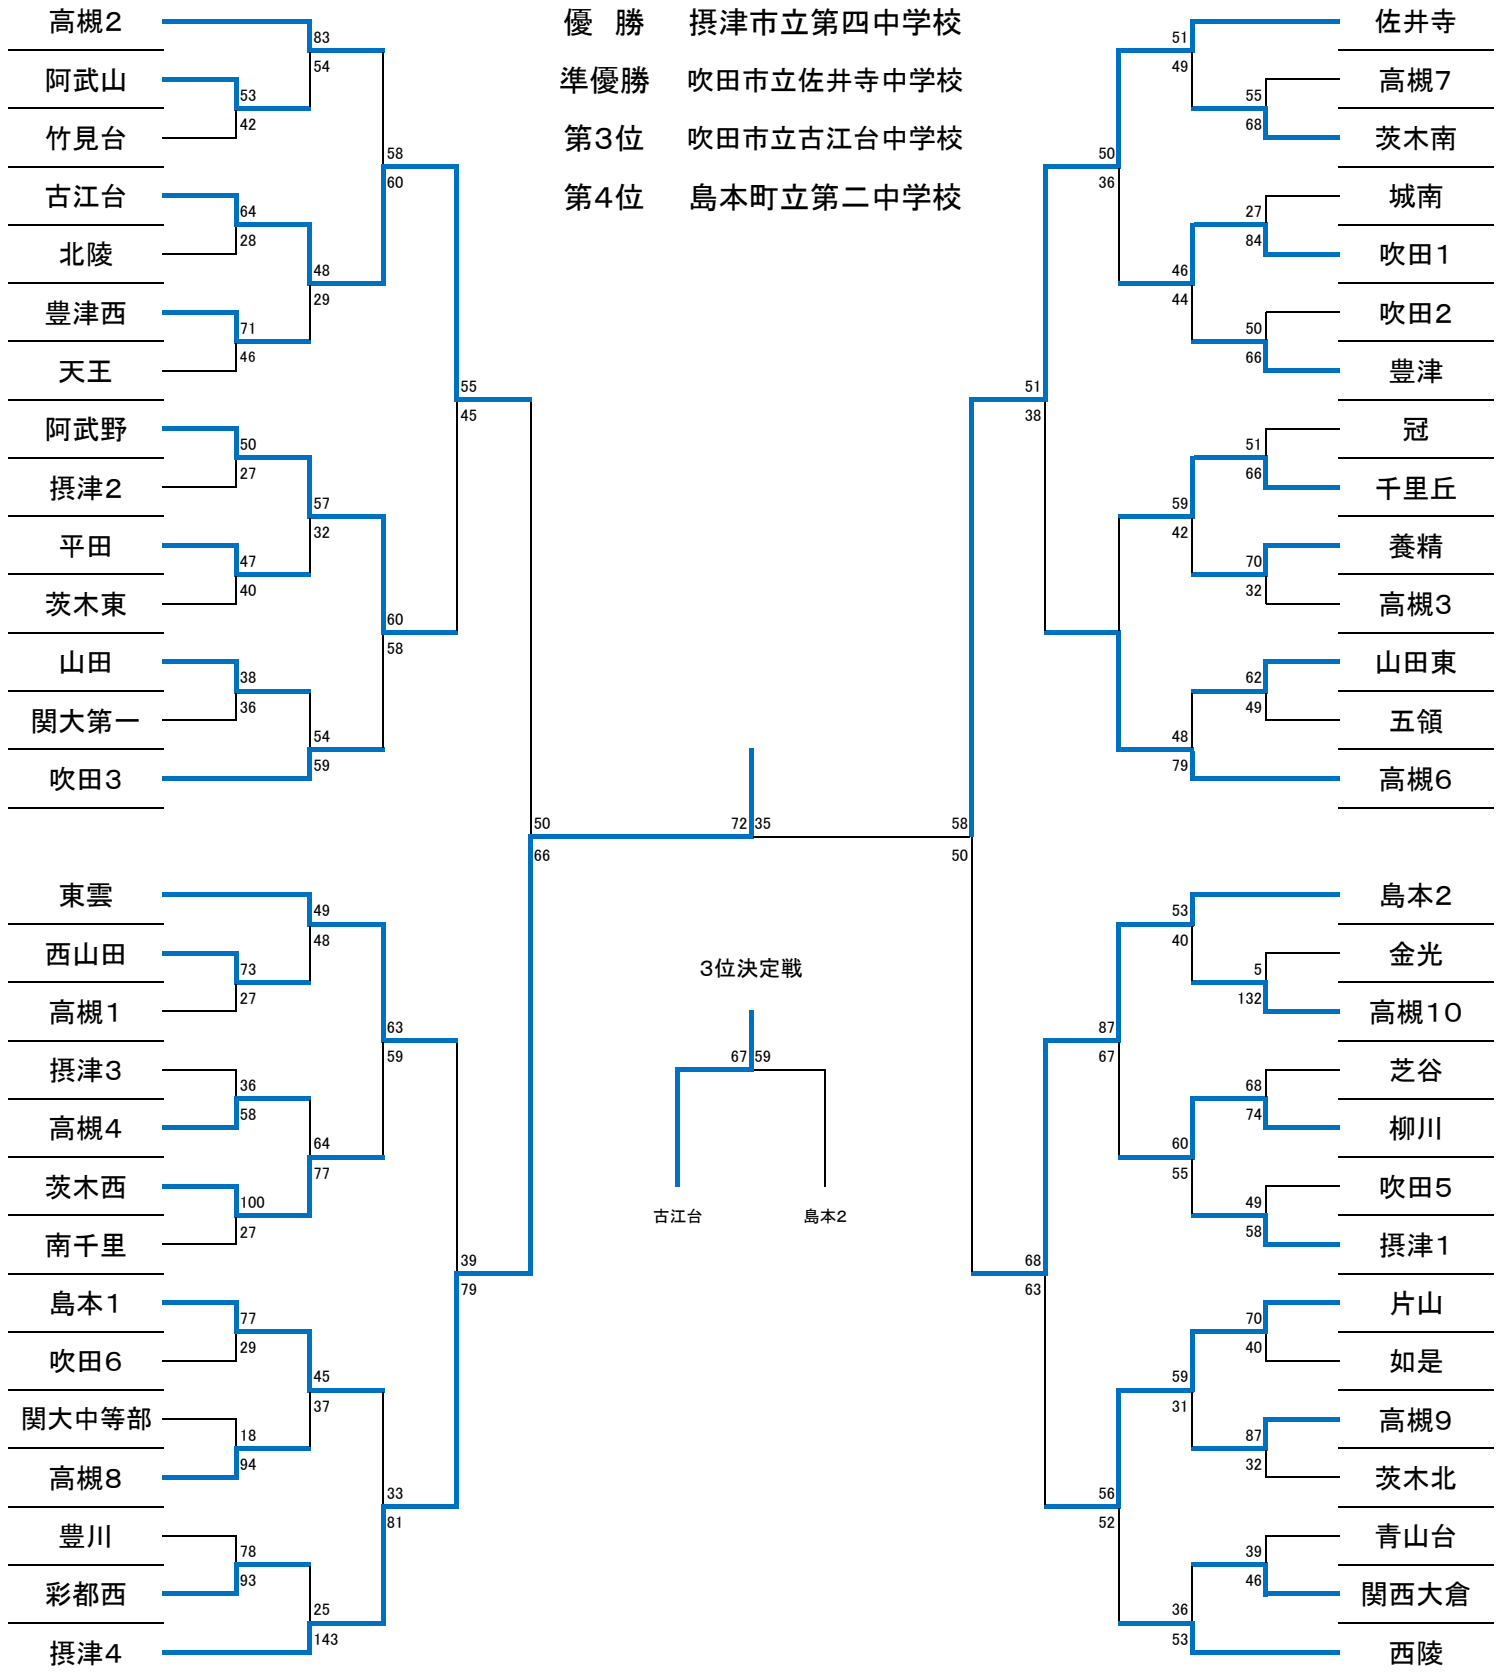 優　勝　摂津市立第四中学校
準優勝　吹田市立佐井寺中学校
第3位　吹田市立古江台中学校
第4位　島本町立第二中学校
高槻2
83
54
阿武山
53
42
竹見台
58
60
古江台
64
28
北陵
48
29
豊津西
71
46
天王
55
45
阿武野
50
27
摂津2
57
32
平田
47
40
茨木東
60
58
山田
38
36
関大第一
54
59
吹田3
50
66
東雲
49
48
西山田
73
27
高槻1
63
59
摂津3
36
58
高槻4
64
77
茨木西
100
27
南千里
39
79
島本1
77
29
吹田6
45
37
関大中等部
18
94
高槻8
33
81
豊川
78
93
彩都西
25
143
摂津4
72 35
3位決定戦
67 59
古江台
島本2
佐井寺
51
49
高槻7
55
68
茨木南
50
36
城南
27
84
吹田1
46
44
吹田2
50
66
豊津
51
38
冠
51
66
千里丘
59
42
養精
70
32
高槻3
山田東
62
49
五領
48
79
高槻6
58
50
島本2
53
40
金光
5
132
高槻10
87
67
芝谷
68
74
柳川
60
55
吹田5
49
58
摂津1
68
63
片山
70
40
如是
59
31
高槻9
87
32
茨木北
56
52
青山台
39
46
関西大倉
36
53
西陵